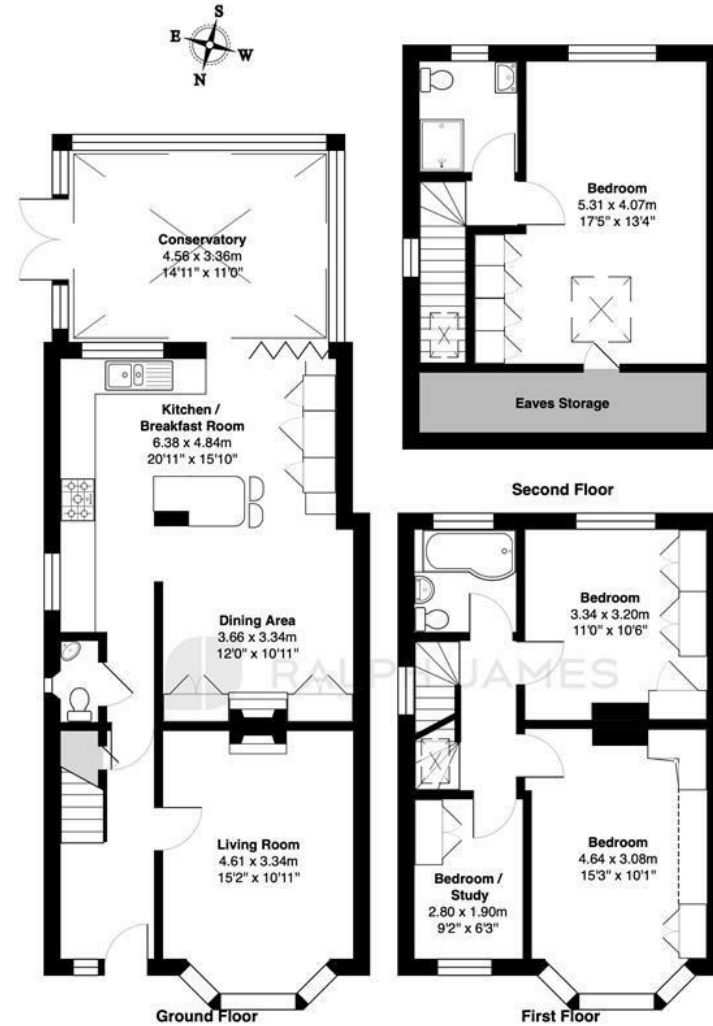 S
E
W
N
Conservatory
4.56 x 3.36m
14'11" x 11'0"
Kitchen /
Breakfast Room
6.38 x 4.84m
20'11" x 15'10"
Dining Area
3.66 x 3.34m
12'0" x 10'11"
Living Room
4.61 x 3.34m
15'2" x 10'11"
Ground Floor
Bedroom
5.31 x 4.07m
17'5" x 13'4"
Eaves Storage
Second Floor
Bedroom
3.34 x 3.20m
11'0" x 10'6"
RALPH JAMES
Bedroom
4.64 x 3.08m
15'3" x 10'1"
Bedroom /
Study
2.80 x 1.90m
9'2" x 6'3"
First Floor